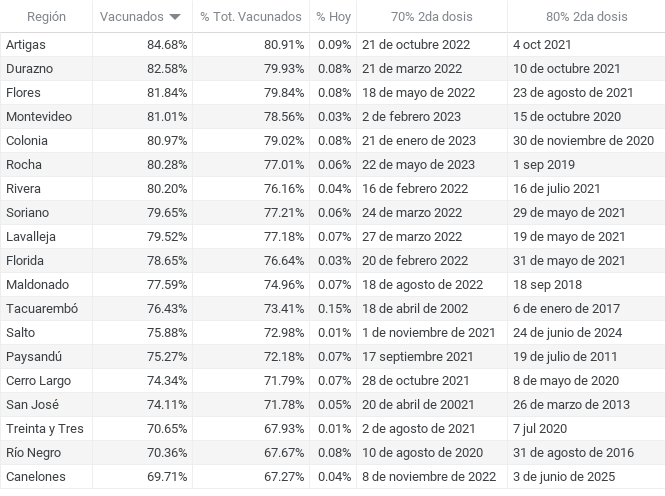 Región Vacunados % Tot. Vacunados % Hoy 70% 2da dosis 80% 2da dosis
Artigas 84.68% 80.91% 0.09% 21 de octubre 2022 4 oct 2021
Durazno 82.58% 79.93% 0.08% 21 de marzo 2022 10 de octubre 2021
Flores 81.84% 79.84% 0.08% 18 de mayo de 2022 23 de agosto de 2021
Montevideo 81.01% 78.56% 0.03% 2 de febrero 2023 15 de octubre 2020
Colonia 80.97% 79.02% 0.08% 21 de enero de 2023 30 de noviembre de 2020
Rocha 80.28% 77.01% 0.06% 22 de mayo de 2023 1 sep 2019
Rivera 80.20% 76.16% 0.04% 16 de febrero 2022 16 de julio 2021
Soriano 79.65% 77.21% 0.06% 24 de marzo 2022 29 de mayo de 2021
Lavalleja 79.52% 77.18% 0.07% 27 de marzo 2022 19 de mayo de 2021
Florida 78.65% 76.64% 0.03% 20 de febrero 2022 31 de mayo de 2021
Maldonado 77.59% 74.96% 0.07% 18 de agosto de 2022 18 sep 2018
Tacuarembó 76.43% 73.41% 0.15% 18 de abril de 2002 6 de enero de 2017
Salto 75.88% 72.98% 0.01% 1 de noviembre de 2021 24 de junio de 2024
Paysandú 75.27% 72.18% 0.07% 17 septiembre 2021 19 de julio de 2011
Cerro Largo 74.34% 71.79% 0.07% 28 de octubre 2021 8 de mayo de 2020
San José 74.11% 71.78% 0.05% 20 de abril de 20021 26 de marzo de 2013
Treinta y Tres 70.65% 67.93% 0.01% 2 de agosto de 2021 7 jul 2020
Río Negro 70.36% 67.67% 0.08% 10 de agosto de 2020 31 de agosto de 2016
Canelones 69.71% 67.27% 0.04% 8 de noviembre de 2022 3 de junio de 2025